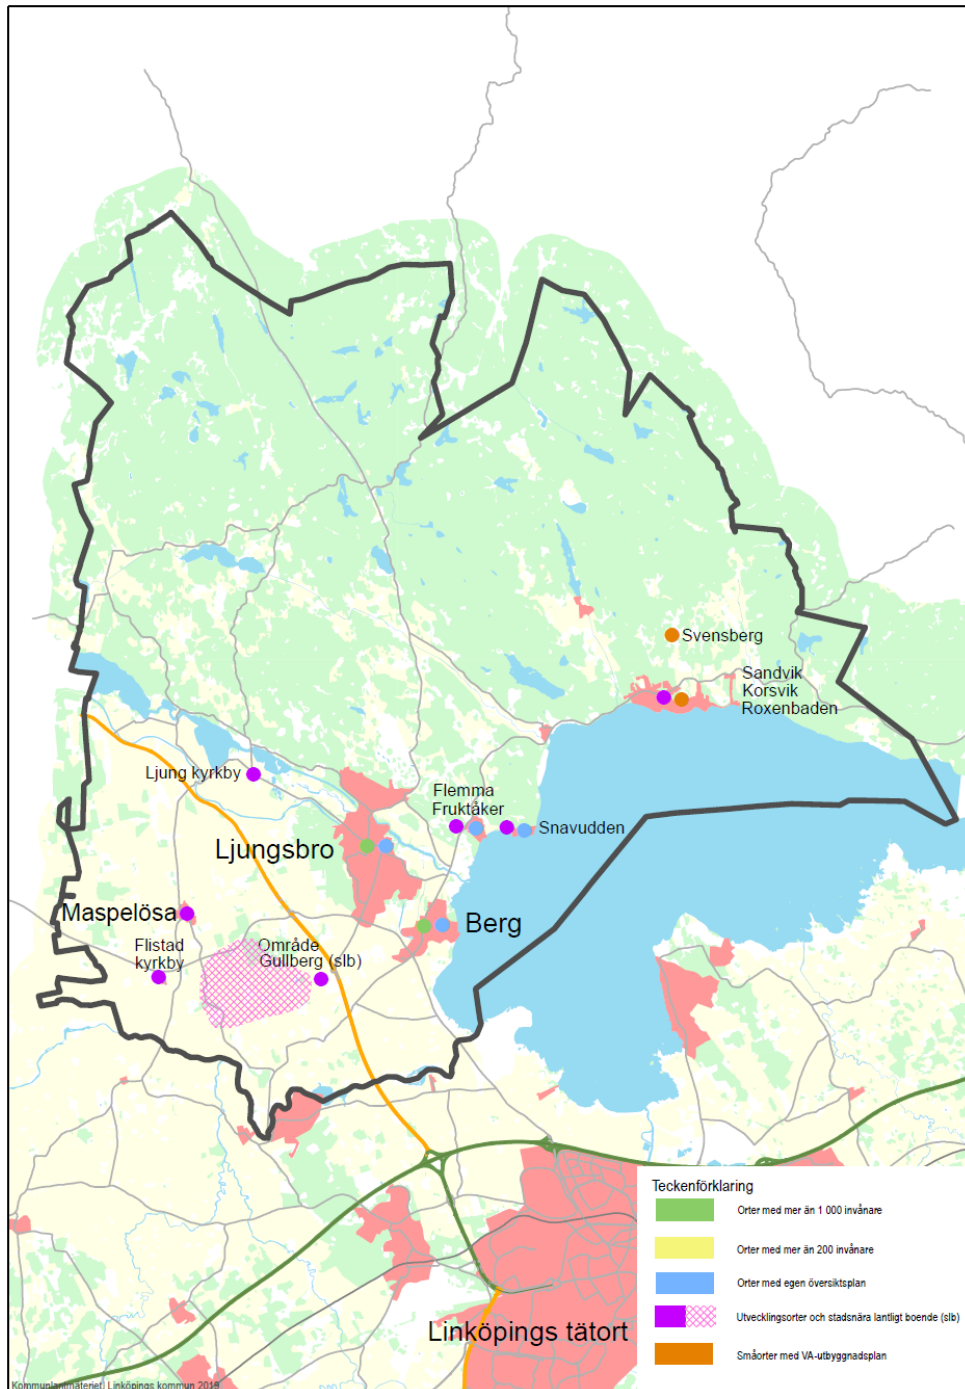 Svensberg
Sandvik
Korsvik
Roxenbaden
Ljung kyrkby
Flemma
Fruktåker
Snavudden
Ljungsbro
Maspelösa
Berg
Flistad
kyrkby
Område
Gullberg (slb)
Linköpings tätort
Teckenförklaring
Orter med mer än 1 000 invånare
Orter med mer än 200 invånare
Orter med egen översiktsplan
Utvecklingsorter och stadsnära lantligt boende (slb)
Småorter med VA-utbyggnadsplan
Kommunplanmateriet, Linköpings kommun 2019